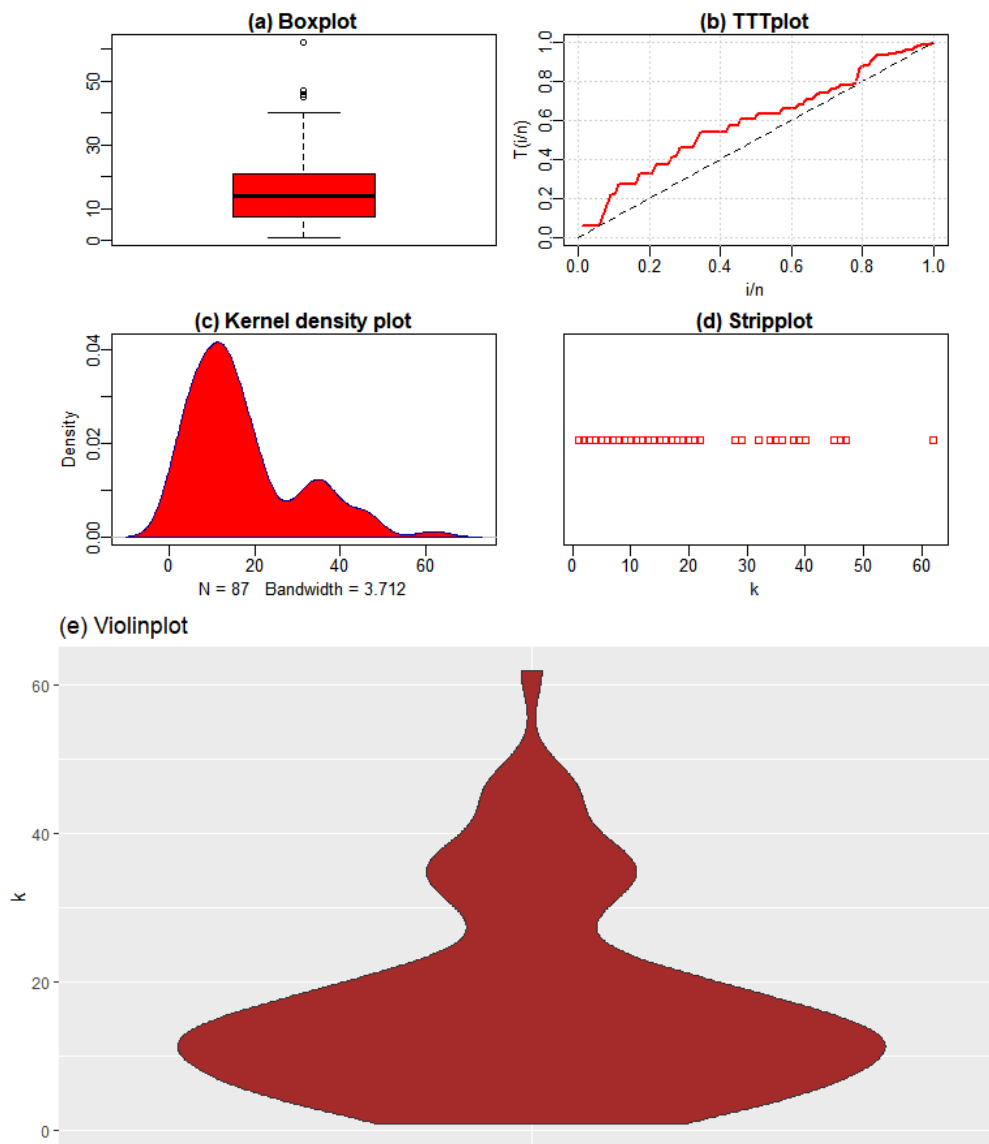 (a) Boxplot
50
30
10
0
(b) TTTplot
1.0
0.8
0.6
0.4
0.2
0.0
T(i/n)
0.0 0.2 0.4 0.6 0.8 1.0
i/n
(c) Kernel density plot
0.04
0.02
0.00
Density
0 20 40 60
N = 87 Bandwidth = 3.712
(d) Stripplot
0 10 20 30 40 50 60
k
(e) Violinplot
60
40
20
0
k